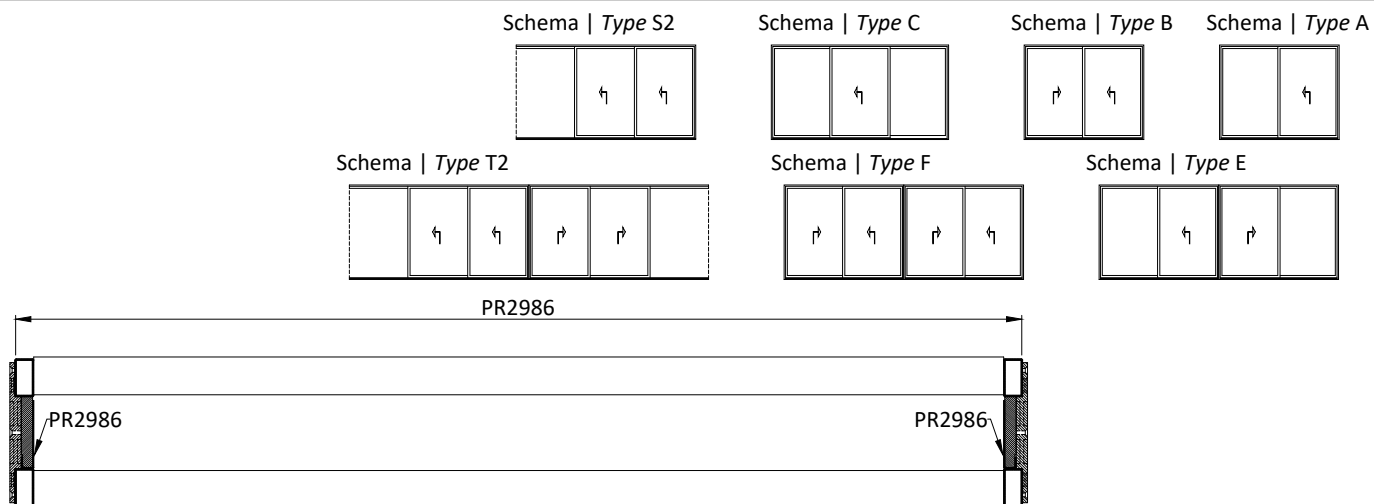 Schema | Type S2 Schema | Type C Schema | Type B Schema | Type A
Schema | Type T2 Schema | Type F Schema | Type E
PR2986
PR2986 PR2986